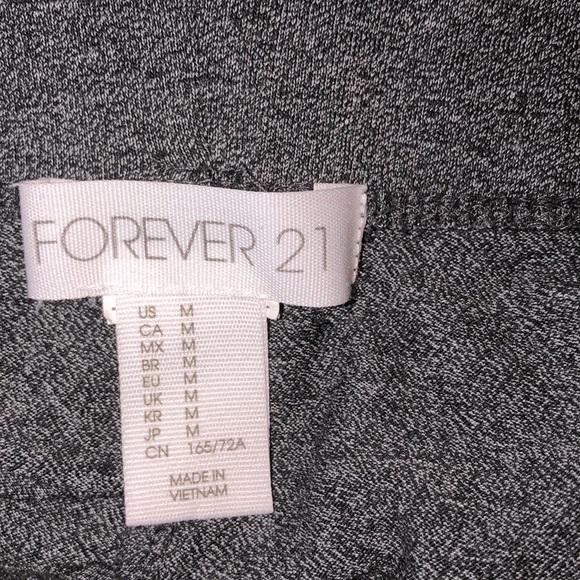 FOREVER 21
US M
CA M
MX M
BR M
EU M
UK M
KR M
JP M
CN 165/72A
MADE IN
VIETNAM